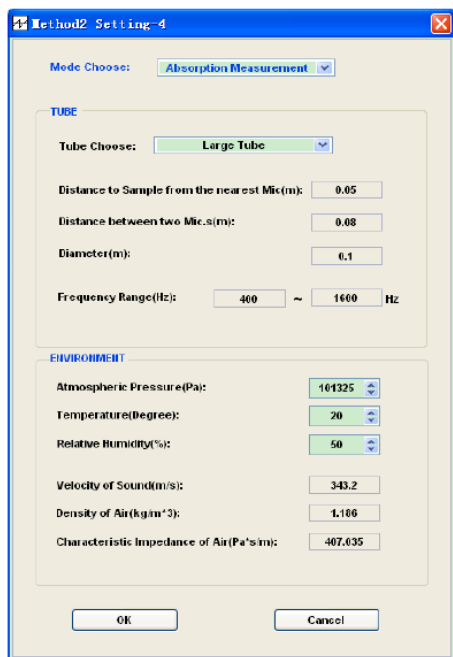 Method2 Setting-4
Mode Choose: Absorption Measurement
TUBE
Tube Choose: Large Tube
Distance to Sample from the nearest Mic(m): 0.05
Distance between two Mic.s(m): 0.08
Diameter(m): 0.1
Frequency Range(Hz): 400 ~ 1600 Hz
ENVIRONMENT
Atmospheric Pressure(Pa): 101325
Temperature(Degree): 20
Relative Humidity(%): 50
Velocity of Sound(m/s): 343.2
Density of Air(kg/m^3): 1.186
Characteristic Impedance of Air(Pa*s/m): 407.035
OK Cancel